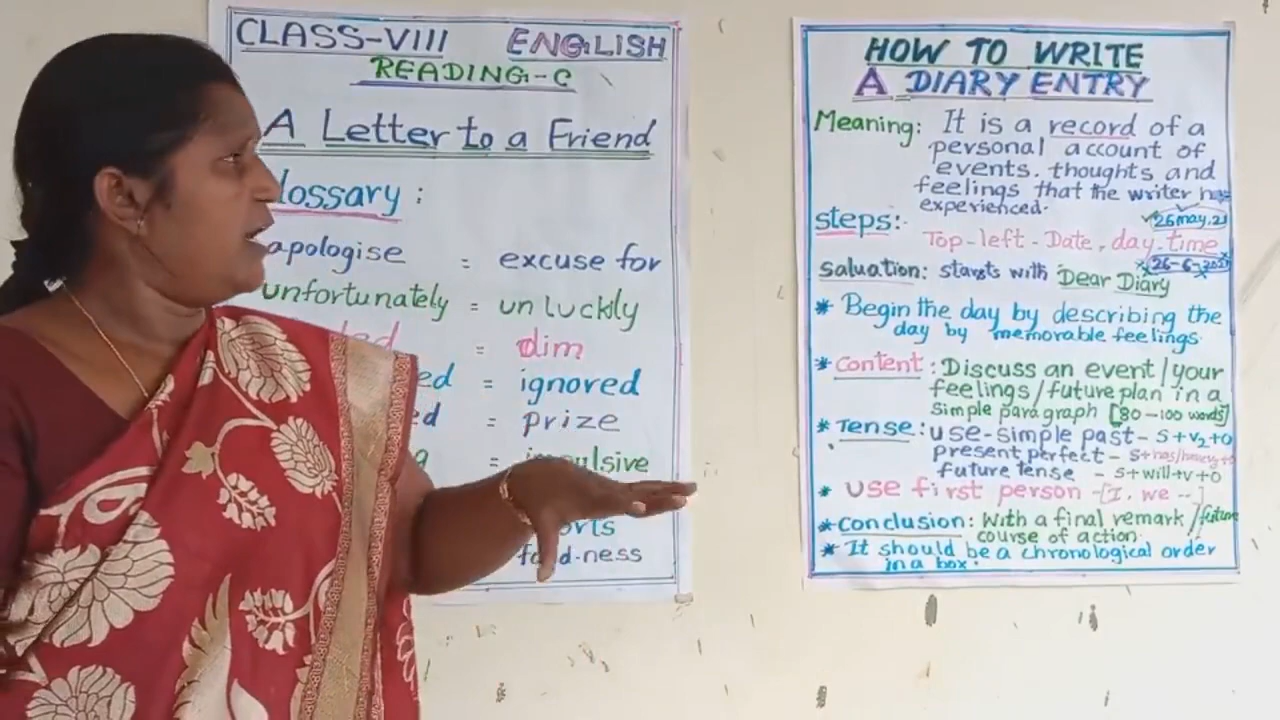 CLASS-VIII ENGLISH
READING-C
A Letter to a Friend
lossary :
apologise = excuse for
unfortunately = un luckily
= dim
ed = ignored
ed = prize
= impulsive
orts
fond-ness
HOW TO WRITE
A DIARY ENTRY
Meaning: It is a record of a
personal account of
events. thoughts and
feelings that the writer has
experienced.
26 may, 21
steps:-
Top-left - Date, day-time
26-6-2021
saluation: starts with Dear Diary
* Begin the day by describing the
day by memorable feelings.
* content: Discuss an event/your
feelings/future plan in a
simple paragraph [80-100 words]
* Tense: use-simple past - S+V2+O
present perfect - S+has/have+V3+O
future tense - S+will+v+O
* use first person -[I, we --]
* conclusion: with a final remark/future
course of action.
* It should be a chronological order
in a box.